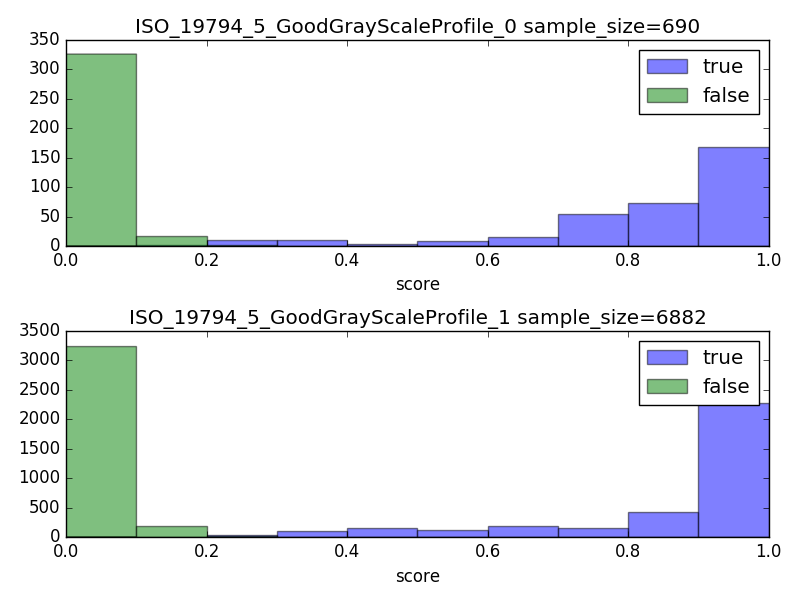 ISO_19794_5_GoodGrayScaleProfile_0 sample_size=690
350
300
250
200
150
100
50
0
true
false
0.0 0.2 0.4 0.6 0.8 1.0
score
ISO_19794_5_GoodGrayScaleProfile_1 sample_size=6882
3500
3000
2500
2000
1500
1000
500
0
true
false
0.0 0.2 0.4 0.6 0.8 1.0
score